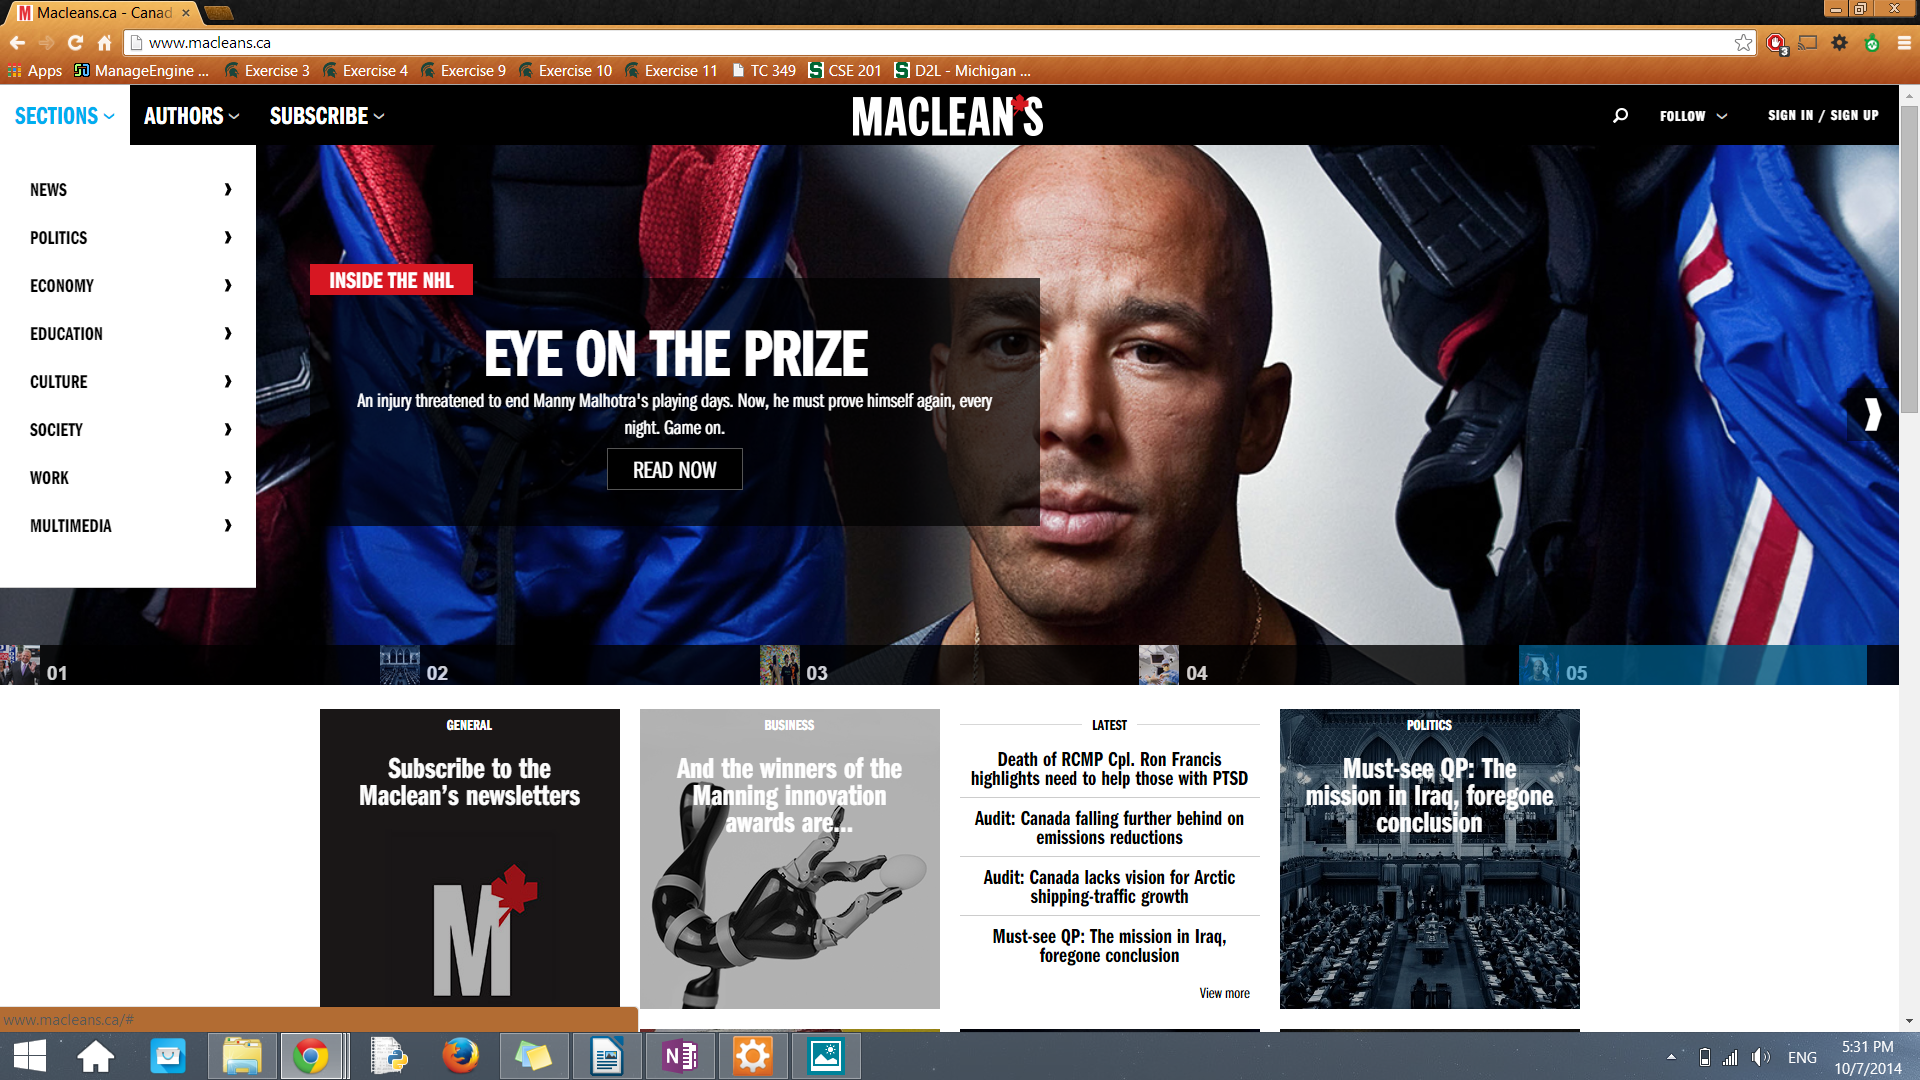 Macleans.ca - Canad
www.macleans.ca
Apps
ManageEngine ...
Exercise 3
Exercise 4
Exercise 9
Exercise 10
Exercise 11
TC 349
CSE 201
D2L - Michigan ...
3
SECTIONS
AUTHORS
SUBSCRIBE
MACLEAN'S
FOLLOW
SIGN IN / SIGN UP
NEWS
POLITICS
ECONOMY
EDUCATION
CULTURE
SOCIETY
WORK
MULTIMEDIA
INSIDE THE NHL
EYE ON THE PRIZE
An injury threatened to end Manny Malhotra's playing days. Now, he must prove himself again, every
night. Game on.
READ NOW
01
02
03
04
05
GENERAL
Subscribe to the
Maclean's newsletters
M
BUSINESS
And the winners of the
Manning innovation
awards are...
LATEST
Death of RCMP Cpl. Ron Francis
highlights need to help those with PTSD
Audit: Canada falling further behind on
emissions reductions
Audit: Canada lacks vision for Arctic
shipping-traffic growth
Must-see QP: The mission in Iraq,
foregone conclusion
View more
POLITICS
Must-see QP: The
mission in Iraq, foregone
conclusion
www.macleans.ca/#
ENG
5:31 PM
10/7/2014